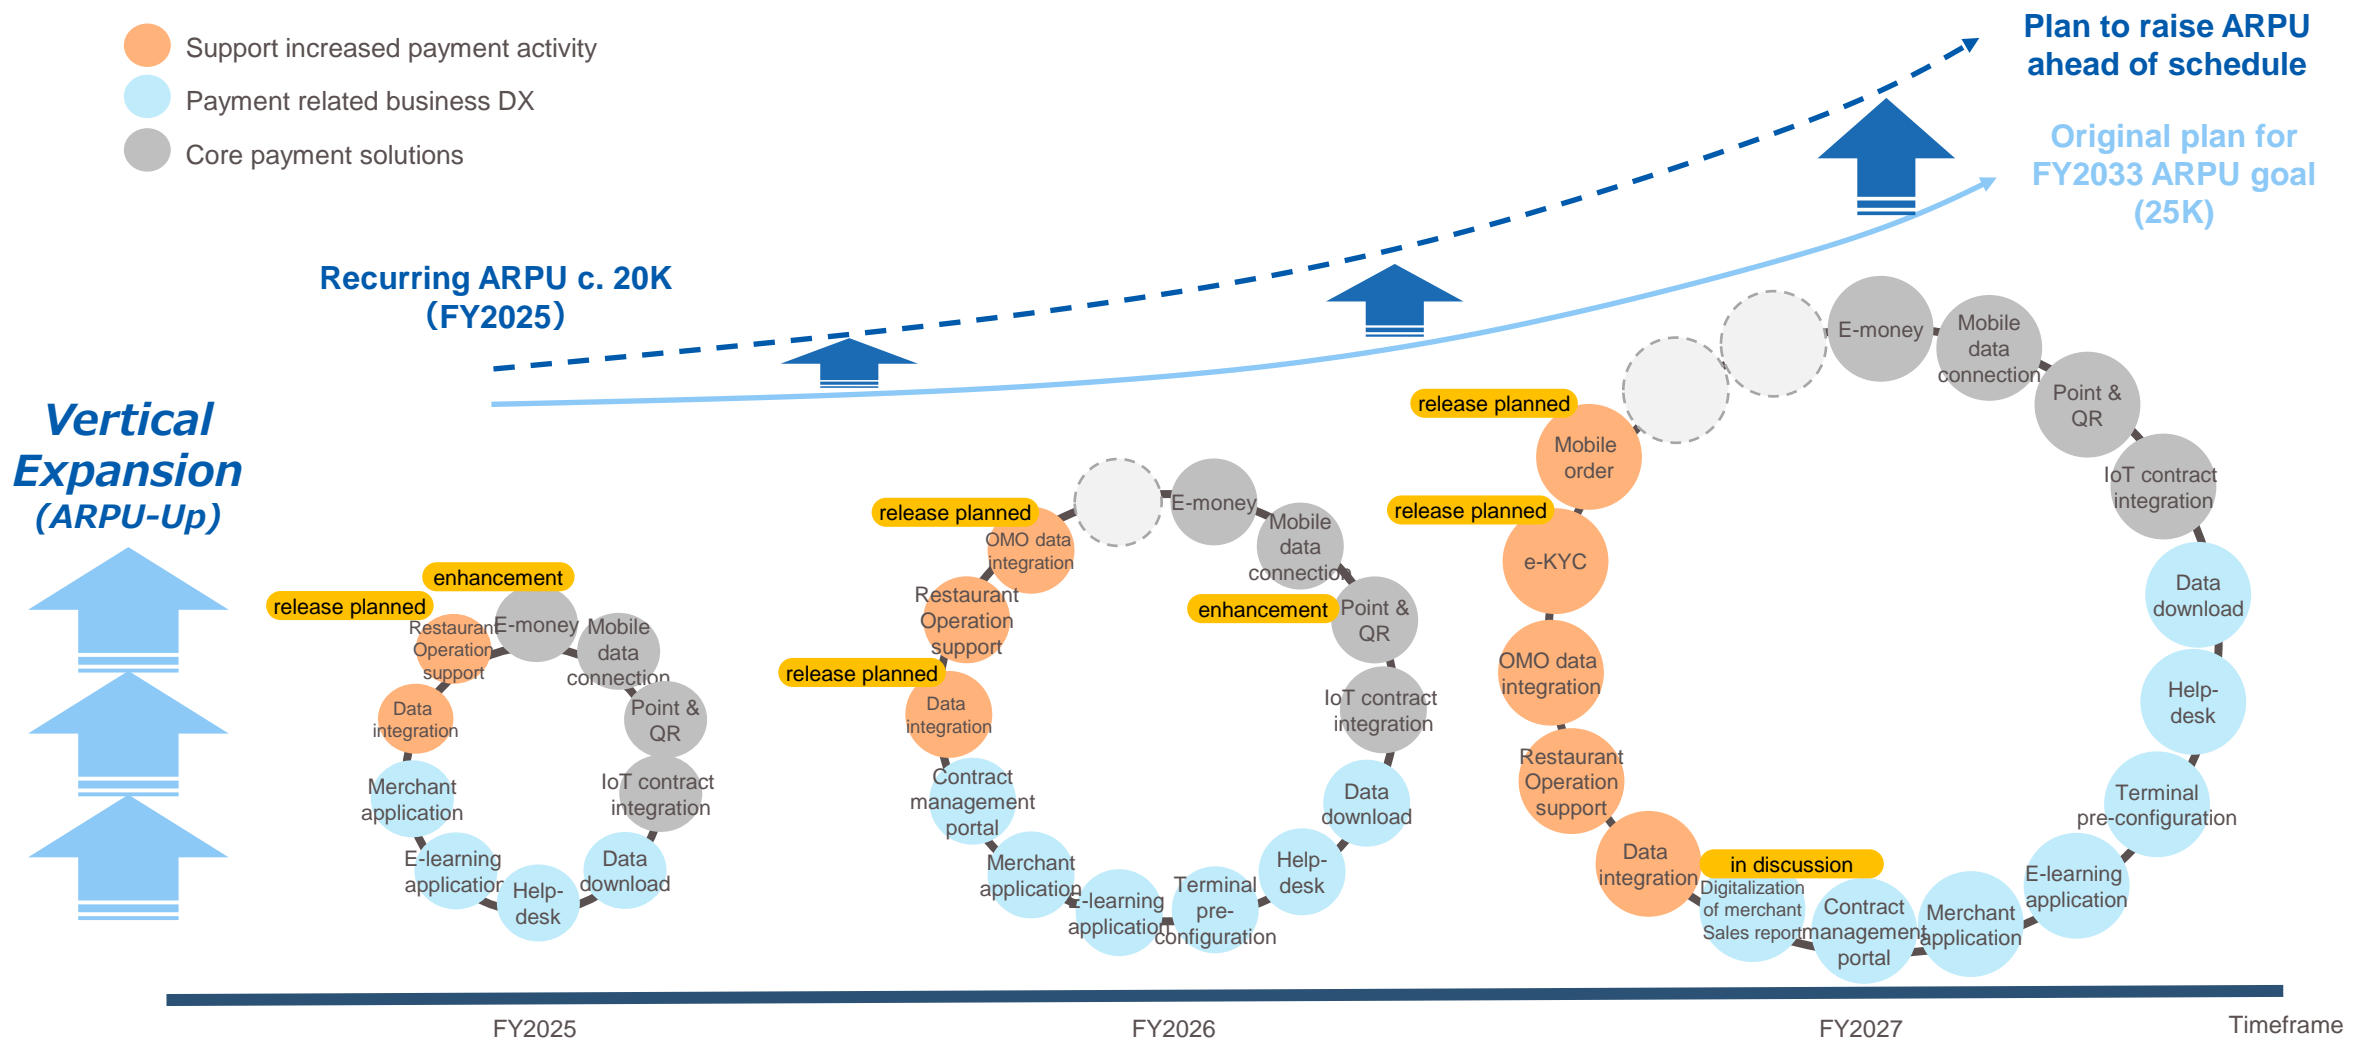 Support increased payment activity
Payment related business DX
Core payment solutions
Plan to raise ARPU
ahead of schedule
Original plan for
FY2033 ARPU goal
(25K)
Recurring ARPU c. 20K
（FY2025）
Vertical
Expansion
(ARPU-Up)
enhancement
release planned
Restaurant
Operation
support
E-money
Mobile
data
connection
Data
integration
Point &
QR
Merchant
application
IoT contract
integration
E-learning
application
Help-
desk
Data
download
release planned
OMO data
integration
E-money
Mobile
data
connection
Restaurant
Operation
support
enhancement
Point &
QR
release planned
Data
integration
IoT contract
integration
Contract
management
portal
Data
download
Merchant
application
E-learning
application
Terminal
pre-
configuration
Help-
desk
release planned
Mobile
order
E-money
Mobile
data
connection
Point &
QR
release planned
e-KYC
IoT contract
integration
OMO data
integration
Data
download
Restaurant
Operation
support
Help-
desk
Data
integration
Terminal
pre-configuration
in discussion
Digitalization
of merchant
Sales report
Contract
management
portal
Merchant
application
E-learning
application
FY2025
FY2026
FY2027
Timeframe